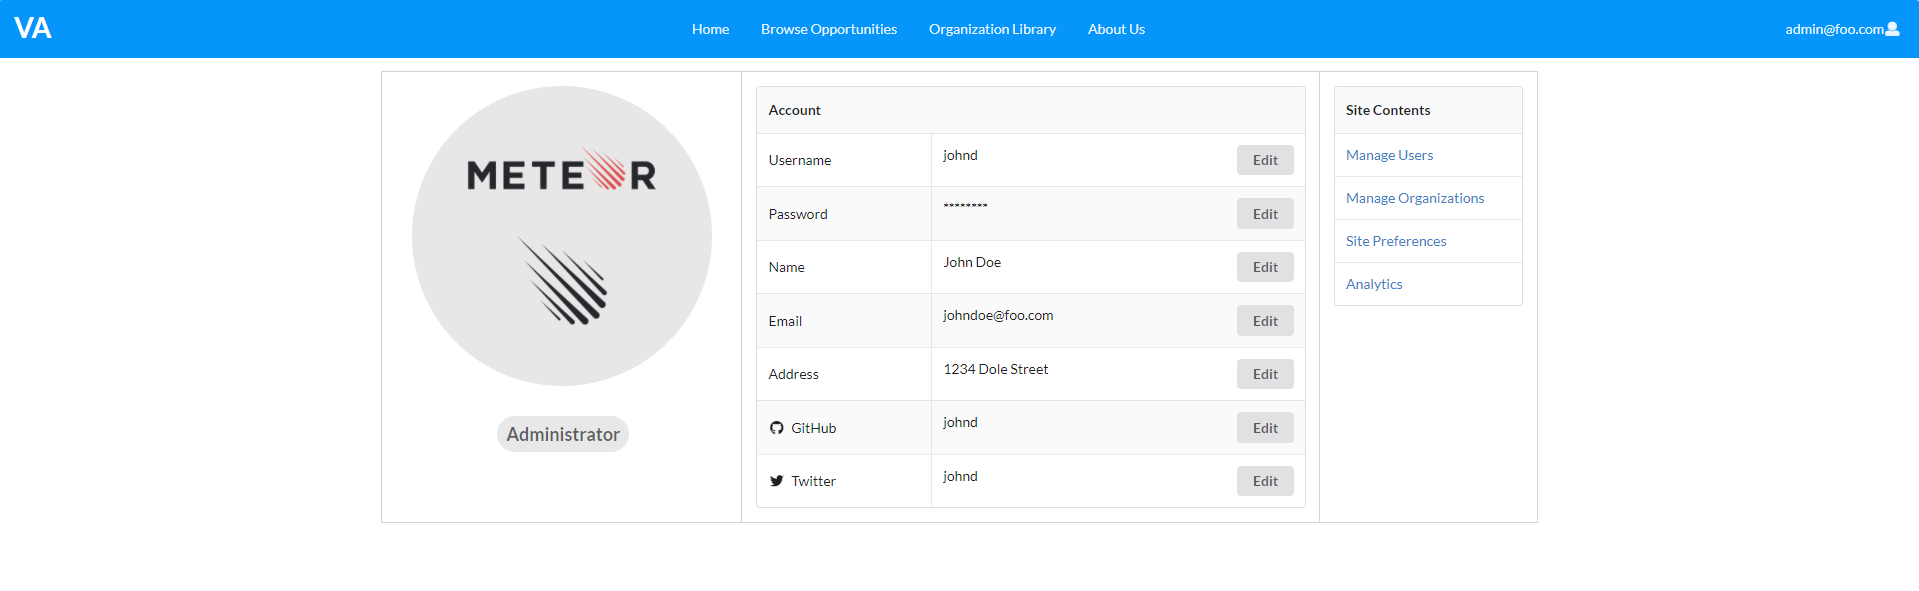 VA
Home Browse Opportunities Organization Library About Us
admin@foo.com
METEOR
Administrator
Account
Username johnd Edit
Password ******** Edit
Name John Doe Edit
Email johndoe@foo.com Edit
Address 1234 Dole Street Edit
GitHub johnd Edit
Twitter johnd Edit
Site Contents
Manage Users
Manage Organizations
Site Preferences
Analytics